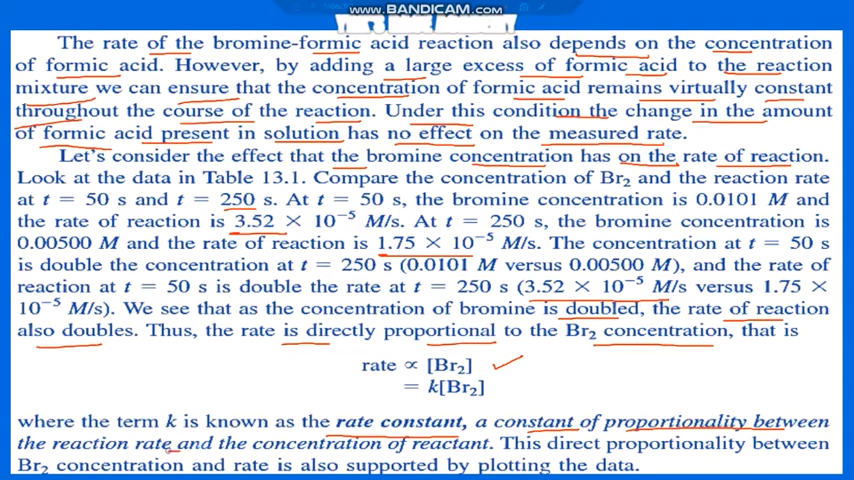 WWW.BANDICAM.COM
The rate of the bromine-formic acid reaction also depends on the concentration
of formic acid. However, by adding a large excess of formic acid to the reaction
mixture we can ensure that the concentration of formic acid remains virtually constant
throughout the course of the reaction. Under this condition the change in the amount
of formic acid present in solution has no effect on the measured rate.
Let's consider the effect that the bromine concentration has on the rate of reaction.
Look at the data in Table 13.1. Compare the concentration of Br₂ and the reaction rate
at t = 50 s and t = 250 s. At t = 50 s, the bromine concentration is 0.0101 M and
the rate of reaction is 3.52 × 10⁻⁵ M/s. At t = 250 s, the bromine concentration is
0.00500 M and the rate of reaction is 1.75 × 10⁻⁵ M/s. The concentration at t = 50 s
is double the concentration at t = 250 s (0.0101 M versus 0.00500 M), and the rate of
reaction at t = 50 s is double the rate at t = 250 s (3.52 × 10⁻⁵ M/s versus 1.75 ×
10⁻⁵ M/s). We see that as the concentration of bromine is doubled, the rate of reaction
also doubles. Thus, the rate is directly proportional to the Br₂ concentration, that is
rate ∝ [Br₂]
= k[Br₂]
where the term k is known as the rate constant, a constant of proportionality between
the reaction rate and the concentration of reactant. This direct proportionality between
Br₂ concentration and rate is also supported by plotting the data.